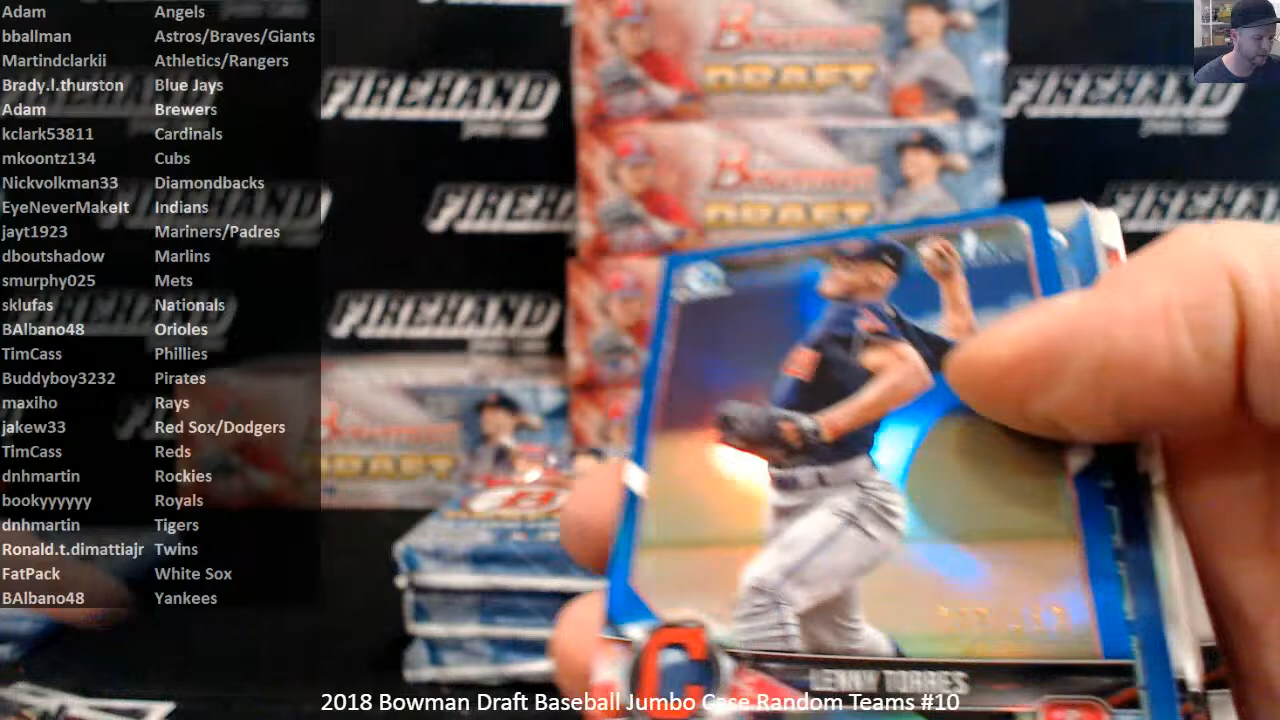 Adam Angels
bballman Astros/Braves/Giants
Martindclarkii Athletics/Rangers
Brady.l.thurston Blue Jays
Adam Brewers
kclark53811 Cardinals
mkoontz134 Cubs
Nickvolkman33 Diamondbacks
EyeNeverMakeIt Indians
jayt1923 Mariners/Padres
dboutshadow Marlins
smurphy025 Mets
sklufas Nationals
BAlbano48 Orioles
TimCass Phillies
Buddyboy3232 Pirates
maxiho Rays
jakew33 Red Sox/Dodgers
TimCass Reds
dnhmartin Rockies
bookyyyyyy Royals
dnhmartin Tigers
Ronald.t.dimattiajr Twins
FatPack White Sox
BAlbano48 Yankees
FIREHAND
FIREHAND
FIREHAND
FIREHAND
Bowman
DRAFT
Bowman
DRAFT
DRAFT
C
LENNY TORRES
2018 Bowman Draft Baseball Jumbo Case Random Teams #10